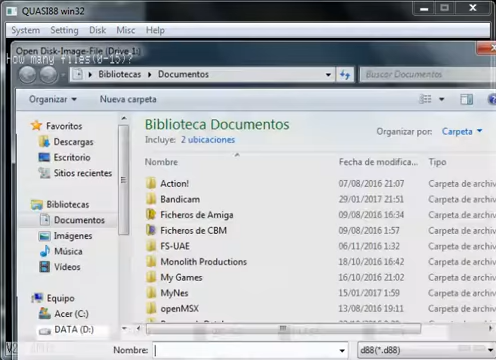 QUASI88 win32
System Setting Disk Misc Help
Open Disk-Image-File (Drive 1:)
How many files(0-15)?
Bibliotecas Documentos
Buscar Documentos
Organizar Nueva carpeta
Favoritos
Descargas
Escritorio
Sitios recientes
Bibliotecas
Documentos
Imágenes
Música
Vídeos
Equipo
Acer (C:)
DATA (D:)
Biblioteca Documentos
Incluye: 2 ubicaciones
Organizar por: Carpeta
Nombre Fecha de modifica... Tipo
Action! 07/08/2016 21:07 Carpeta de archiv
Bandicam 29/01/2017 21:51 Carpeta de archiv
Ficheros de Amiga 09/08/2016 16:34 Carpeta de archiv
Ficheros de CBM 09/08/2016 1:57 Carpeta de archiv
FS-UAE 06/11/2016 1:32 Carpeta de archiv
Monolith Productions 18/10/2016 16:42 Carpeta de archiv
My Games 16/10/2016 21:02 Carpeta de archiv
MyNes 15/01/2017 1:59 Carpeta de archiv
openMSX 13/08/2016 19:11 Carpeta de archiv
Nombre:
d88(*.d88)